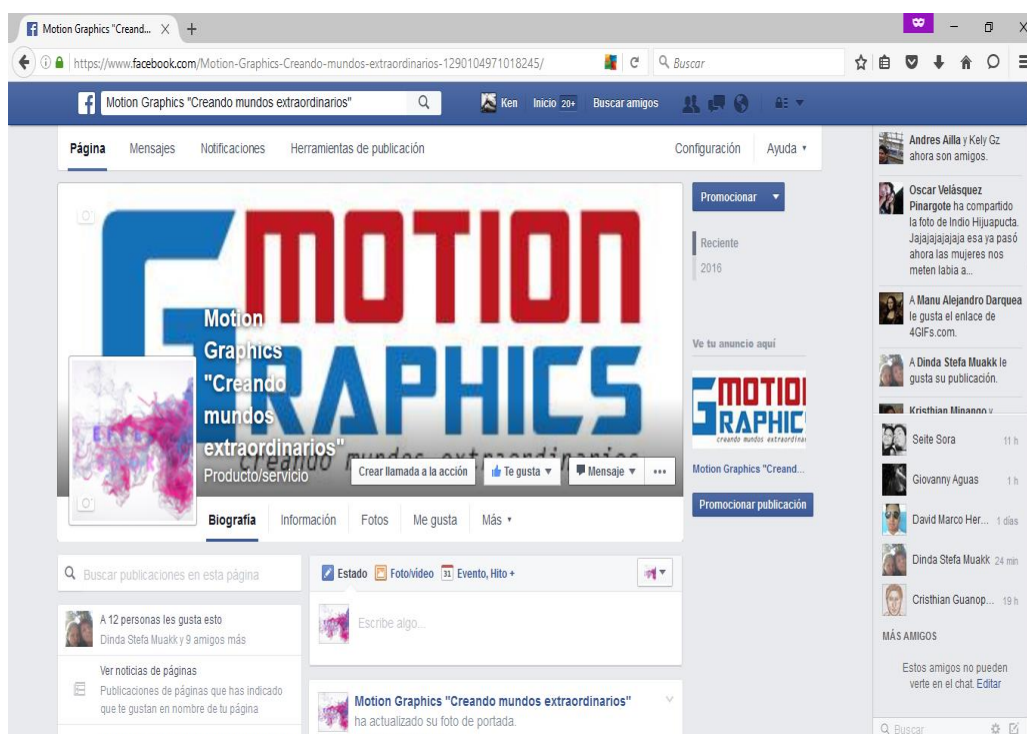 Motion Graphics "Creand...
https://www.facebook.com/Motion-Graphics-Creando-mundos-extraordinarios-1290104971018245/
Buscar
Motion Graphics "Creando mundos extraordinarios"
Ken
Inicio 20+
Buscar amigos
Página
Mensajes
Notificaciones
Herramientas de publicación
Configuración
Ayuda
MOTION
GRAPHICS
Creando mundos extraordinarios
Motion
Graphics
"Creando
mundos
extraordinarios"
Producto/servicio
Crear llamada a la acción
Te gusta
Mensaje
Biografía
Información
Fotos
Me gusta
Más
Promocionar
Reciente
2016
Ve tu anuncio aquí
MOTION
GRAPHIC
creando mundos extraordinar
Motion Graphics "Creand...
Promocionar publicación
Buscar publicaciones en esta página
A 12 personas les gusta esto
Dinda Stefa Muakk y 9 amigos más
Ver noticias de páginas
Publicaciones de páginas que has indicado
que te gustan en nombre de tu página
Estado
Foto/video
31
Evento, Hito +
Escribe algo...
Motion Graphics "Creando mundos extraordinarios"
ha actualizado su foto de portada.
Andres Ailla y Kely Gz
ahora son amigos.
Oscar Velásquez
Pinargote ha compartido
la foto de Indio Hijuapucta.
Jajajajajajaja esa ya pasó
ahora las mujeres nos
meten labia a...
A Manu Alejandro Darquea
le gusta el enlace de
4GIFs.com.
A Dinda Stefa Muakk le
gusta su publicación.
Kristhian Minango y
Seite Sora 11 h
Giovanny Aguas 1 h
David Marco Her... 1 días
Dinda Stefa Muakk 24 min
Cristhian Guanop... 19 h
MÁS AMIGOS
Estos amigos no pueden
verte en el chat. Editar
Buscar